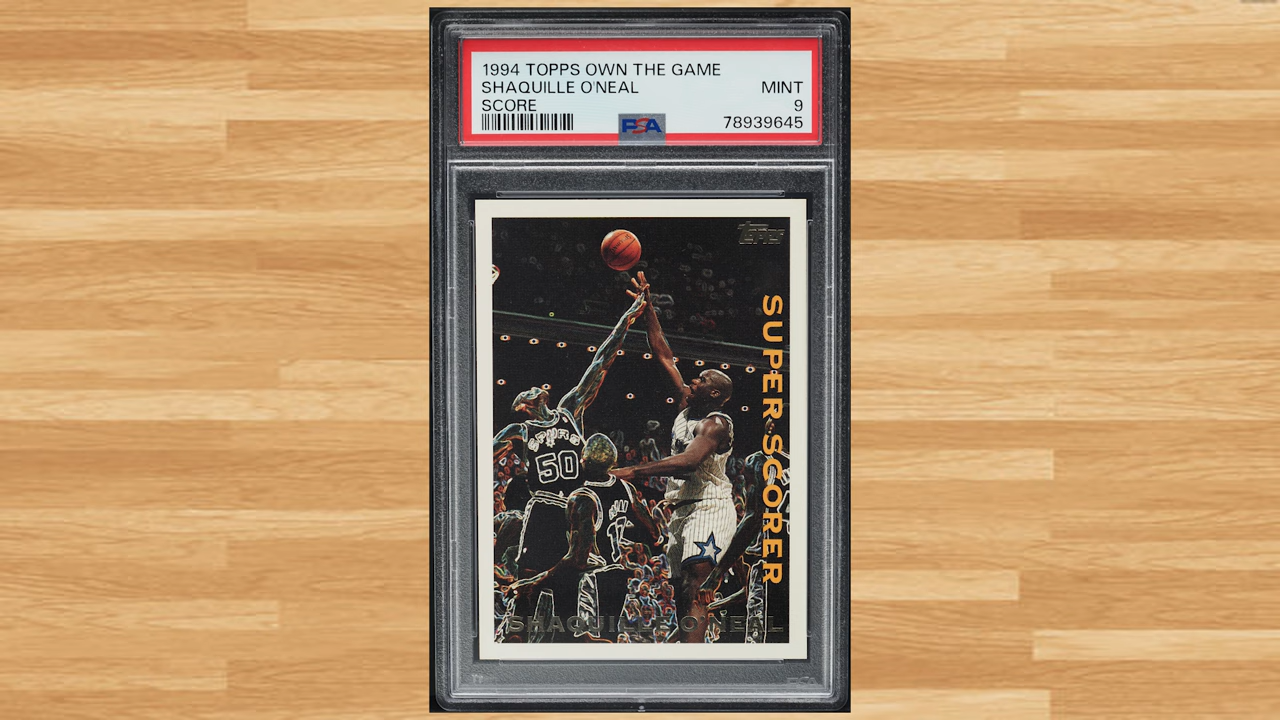 1994 TOPPS OWN THE GAME
SHAQUILLE O'NEAL MINT
SCORE 9
PSA 78939645
Topps
SUPER SCORER
SPURS
50
SHAQUILLE O'NEAL
PSA